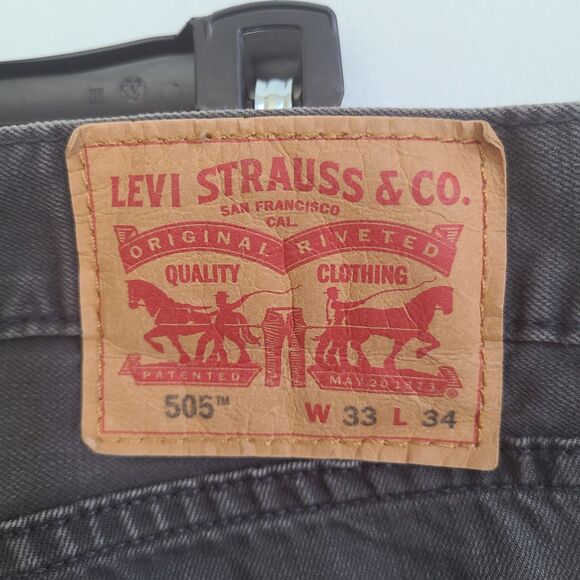 LEVI STRAUSS & CO.
SAN FRANCISCO
CAL.
ORIGINAL RIVETED
QUALITY CLOTHING
PATENTED MAY 20 1873 ®
505™ W 33 L 34